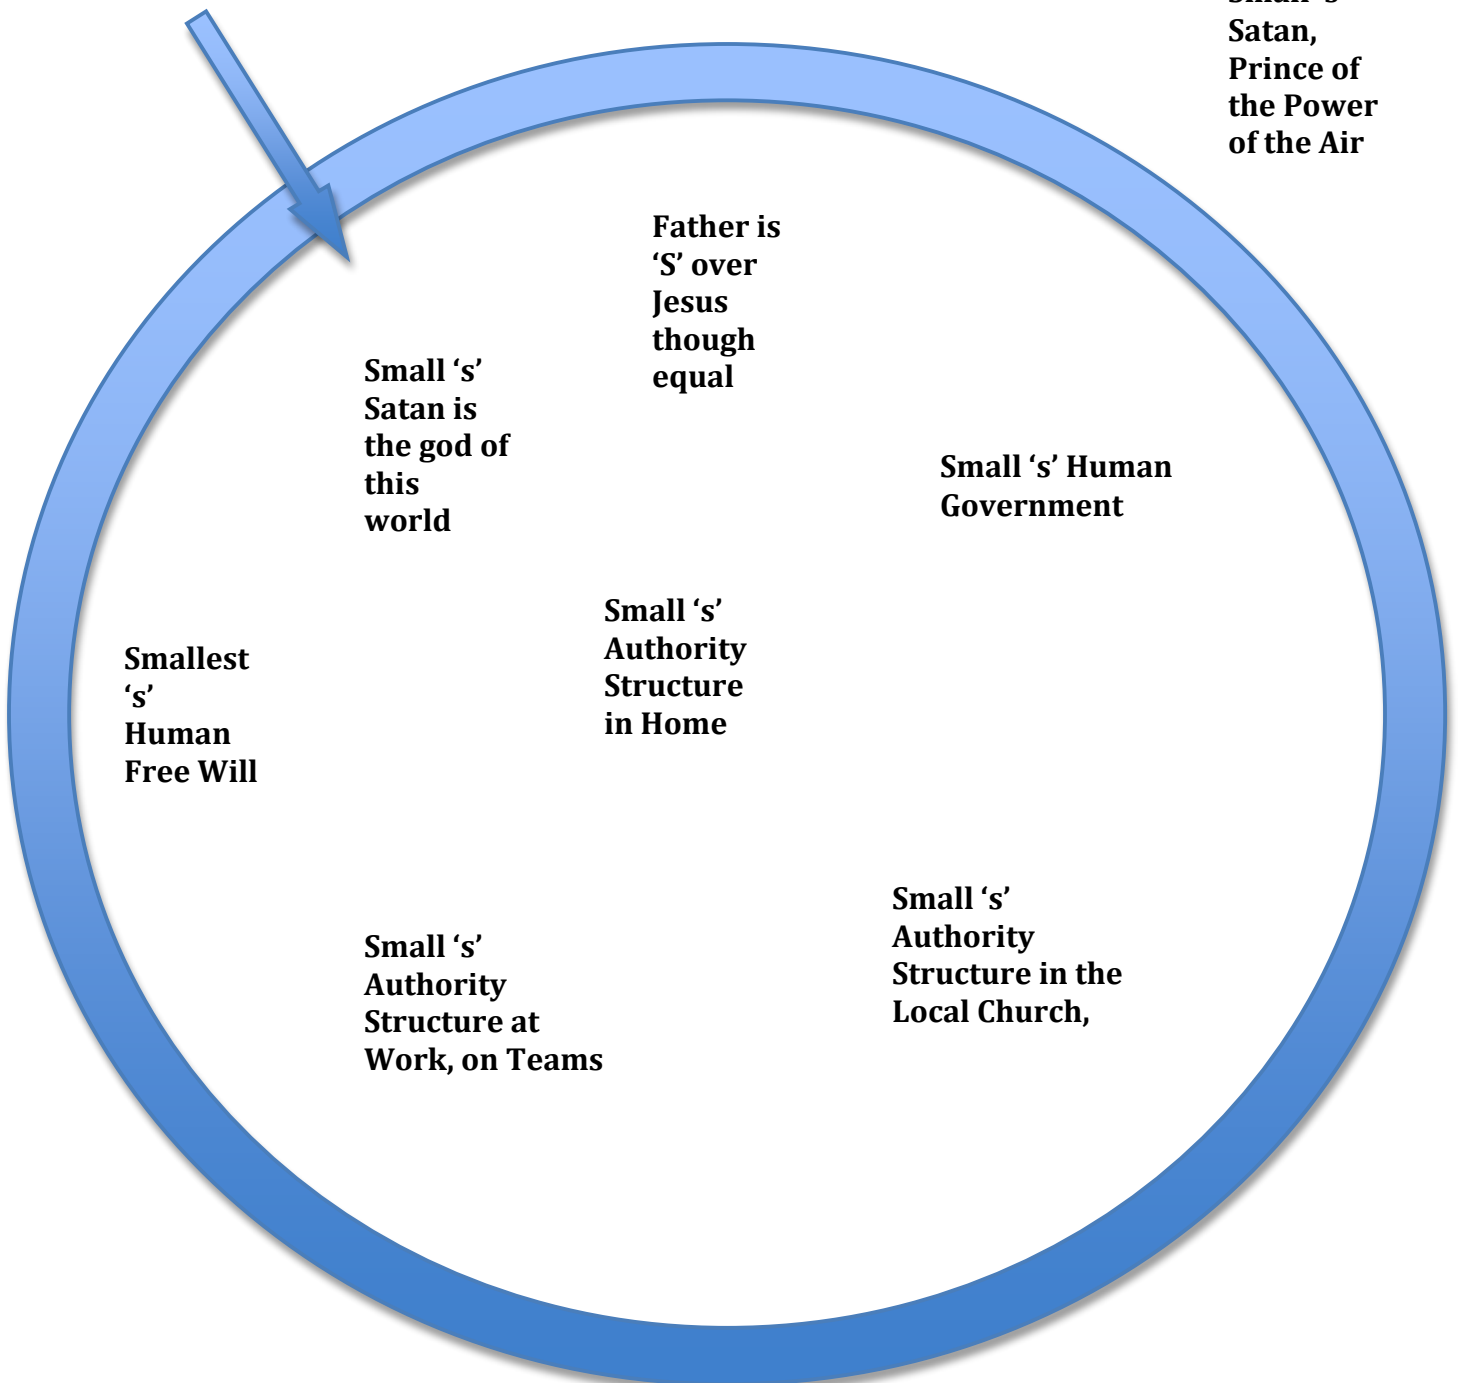 Satan,
Prince of
the Power
of the Air
Father is
‘S’ over
Jesus
though
equal
Small ‘s’
Satan is
the god of
this
world
Small ‘s’ Human
Government
Small ‘s’
Authority
Structure
in Home
Smallest
‘s’
Human
Free Will
Small ‘s’
Authority
Structure in the
Local Church,
Small ‘s’
Authority
Structure at
Work, on Teams